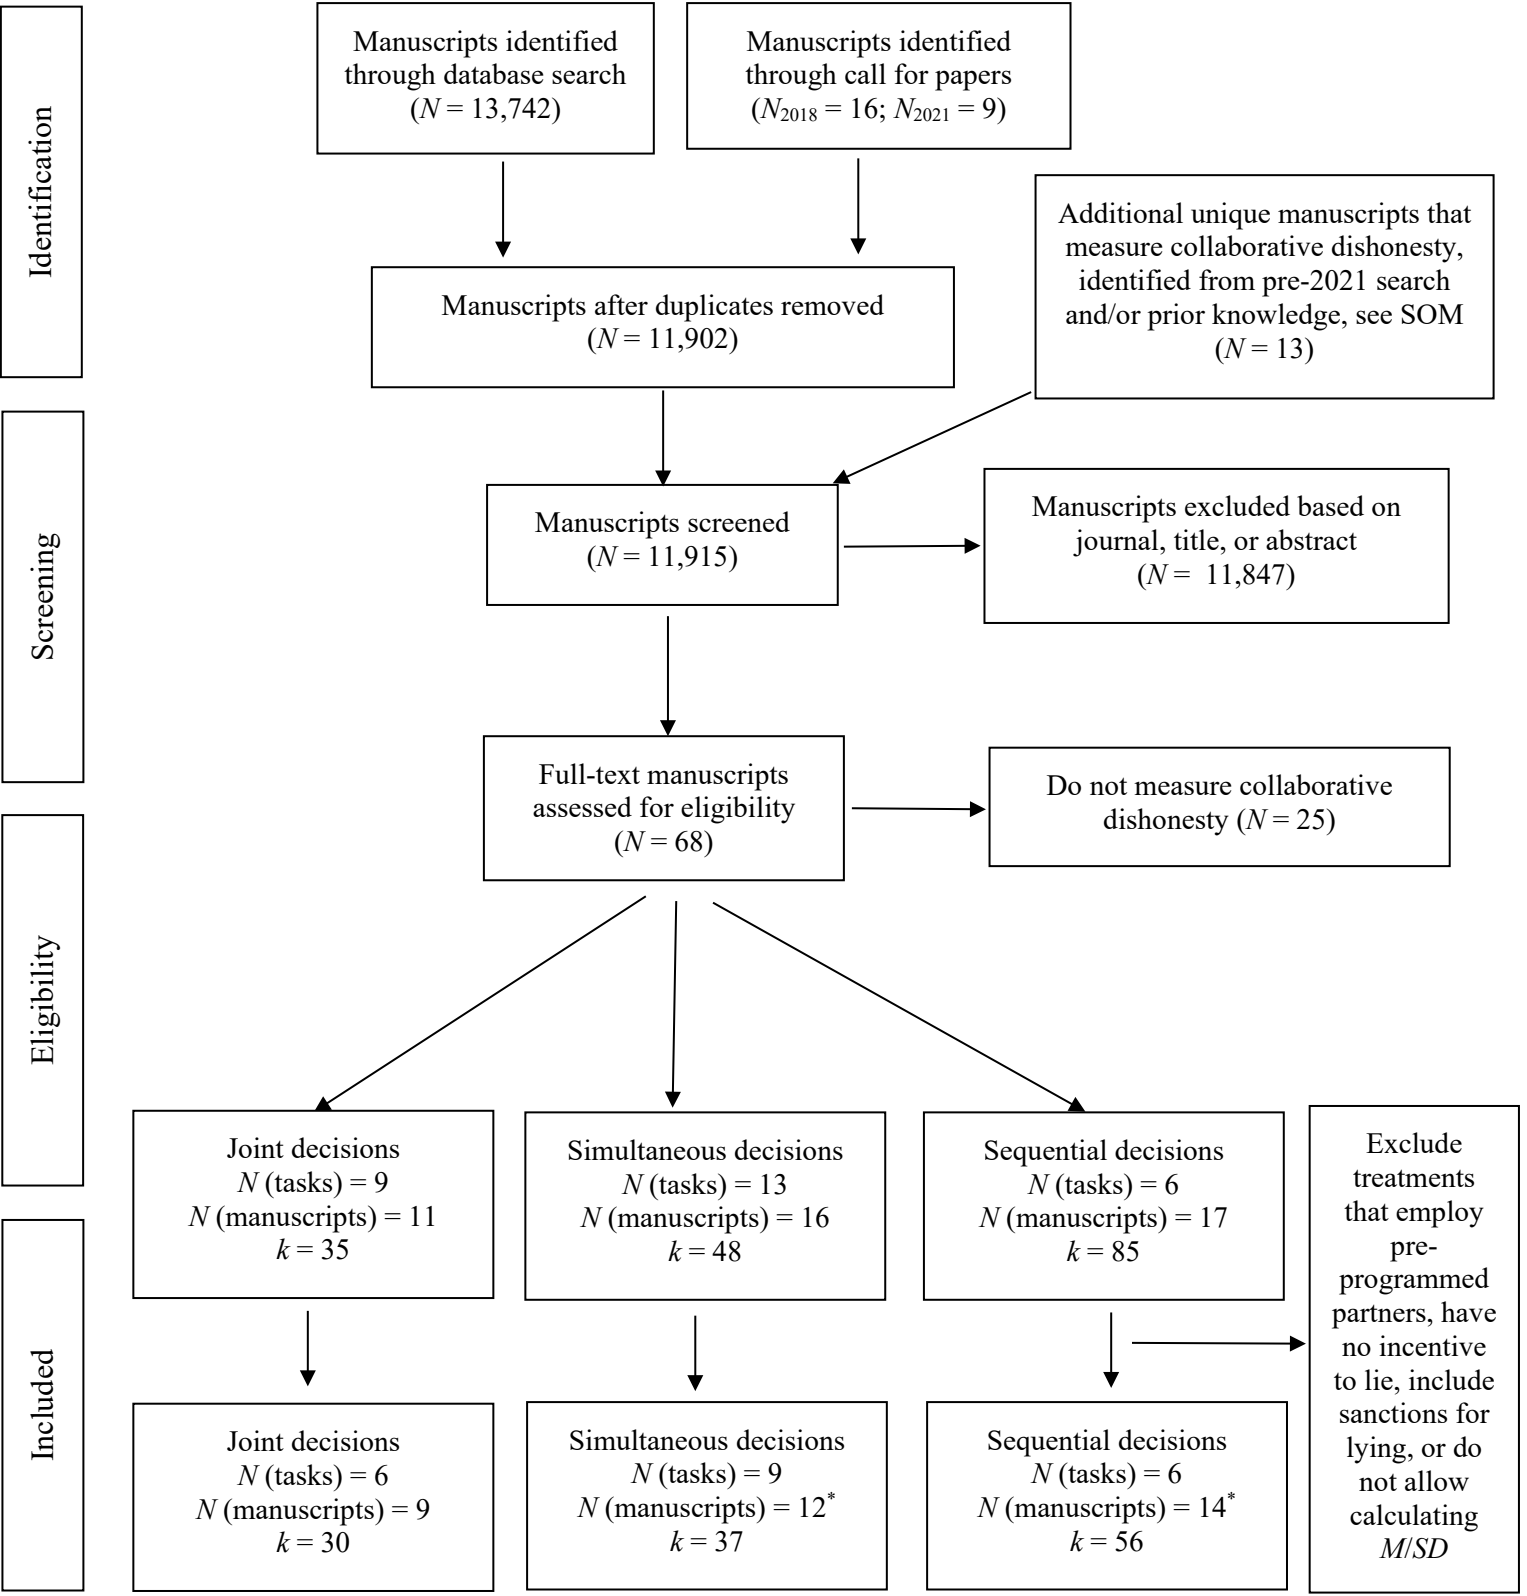 Identification
Manuscripts identified
through database search
(N = 13,742)
Manuscripts identified
through call for papers
(N2018 = 16; N2021 = 9)
Additional unique manuscripts that
measure collaborative dishonesty,
identified from pre-2021 search
and/or prior knowledge, see SOM
(N = 13)
Manuscripts after duplicates removed
(N = 11,902)
Screening
Manuscripts screened
(N = 11,915)
Manuscripts excluded based on
journal, title, or abstract
(N = 11,847)
Full-text manuscripts
assessed for eligibility
(N = 68)
Do not measure collaborative
dishonesty (N = 25)
Eligibility
Joint decisions
N (tasks) = 9
N (manuscripts) = 11
k = 35
Simultaneous decisions
N (tasks) = 13
N (manuscripts) = 16
k = 48
Sequential decisions
N (tasks) = 6
N (manuscripts) = 17
k = 85
Exclude
treatments
that employ
pre-
programmed
partners, have
no incentive
to lie, include
sanctions for
lying, or do
not allow
calculating
M/SD
Included
Joint decisions
N (tasks) = 6
N (manuscripts) = 9
k = 30
Simultaneous decisions
N (tasks) = 9
N (manuscripts) = 12*
k = 37
Sequential decisions
N (tasks) = 6
N (manuscripts) = 14*
k = 56